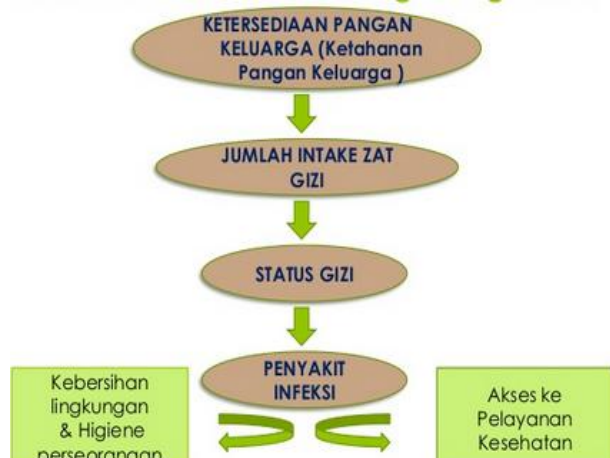 KETERSEDIAAN PANGAN
KELUARGA (Ketahanan
Pangan Keluarga )
JUMLAH INTAKE ZAT
GIZI
STATUS GIZI
PENYAKIT
INFEKSI
Kebersihan
lingkungan
& Higiene
perseorangan
Akses ke
Pelayanan
Kesehatan